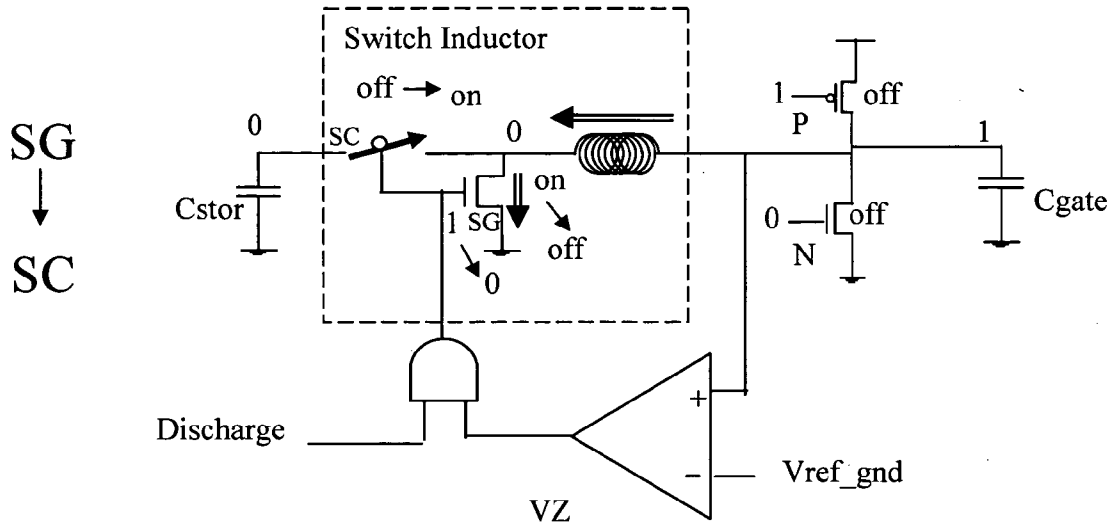 Switch Inductor
off on
SG
SC
0
SC
0
1
P
off
1
Cstor
on
off
1
SG
0
0
N
off
Cgate
Discharge
+
−
Vref_gnd
VZ